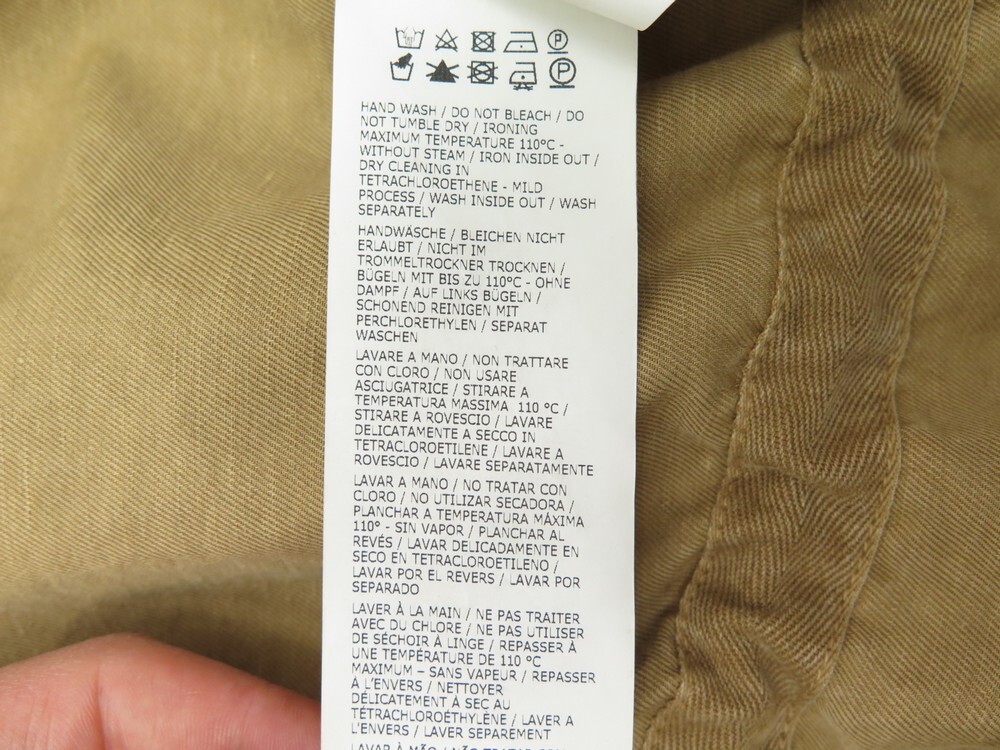 P
P
HAND WASH / DO NOT BLEACH / DO
NOT TUMBLE DRY / IRONING
MAXIMUM TEMPERATURE 110°C -
WITHOUT STEAM / IRON INSIDE OUT /
DRY CLEANING IN
TETRACHLOROETHENE - MILD
PROCESS / WASH INSIDE OUT / WASH
SEPARATELY
HANDWÄSCHE / BLEICHEN NICHT
ERLAUBT / NICHT IM
TROMMELTROCKNER TROCKNEN /
BÜGELN MIT BIS ZU 110°C - OHNE
DAMPF / AUF LINKS BÜGELN /
SCHONEND REINIGEN MIT
PERCHLORETHYLEN / SEPARAT
WASCHEN
LAVARE A MANO / NON TRATTARE
CON CLORO / NON USARE
ASCIUGATRICE / STIRARE A
TEMPERATURA MASSIMA 110 °C /
STIRARE A ROVESCIO / LAVARE
DELICATAMENTE A SECCO IN
TETRACLOROETILENE / LAVARE A
ROVESCIO / LAVARE SEPARATAMENTE
LAVAR A MANO / NO TRATAR CON
CLORO / NO UTILIZAR SECADORA /
PLANCHAR A TEMPERATURA MÁXIMA
110° - SIN VAPOR / PLANCHAR AL
REVÉS / LAVAR DELICADAMENTE EN
SECO EN TETRACLOROETILENO /
LAVAR POR EL REVERS / LAVAR POR
SEPARADO
LAVER À LA MAIN / NE PAS TRAITER
AVEC DU CHLORE / NE PAS UTILISER
DE SÉCHOIR À LINGE / REPASSER À
UNE TEMPÉRATURE DE 110 °C
MAXIMUM – SANS VAPEUR / REPASSER
A L'ENVERS / NETTOYER
DÉLICATEMENT À SEC AU
TÉTRACHLOROÉTHYLÈNE / LAVER A
L'ENVERS / LAVER SEPARÉMENT
LAVAR À MÃO / NÃO TRATAR COM